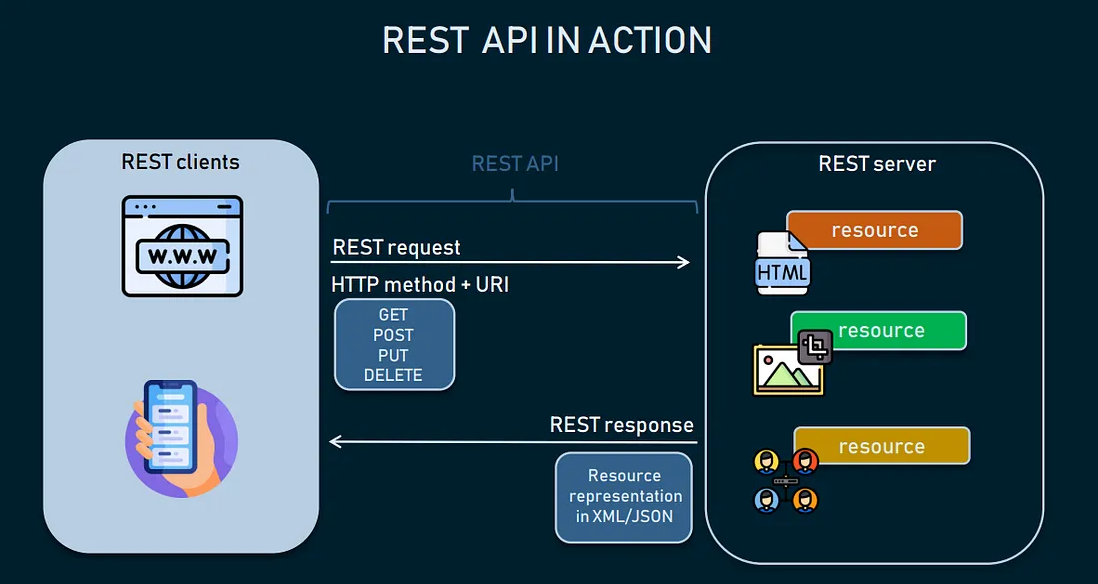 REST API IN ACTION
REST clients
W.W.W
REST API
REST request
HTTP method + URI
GET
POST
PUT
DELETE
REST response
Resource
representation
in XML/JSON
REST server
resource
HTML
resource
resource